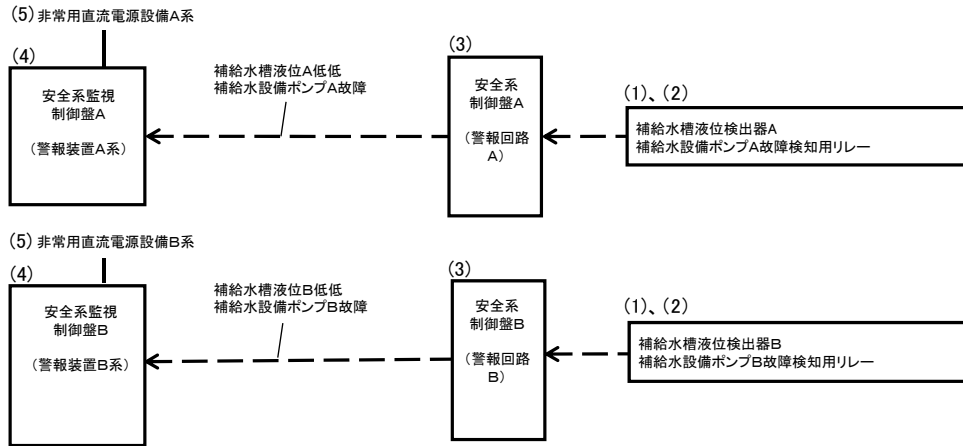 (5) 非常用直流電源設備A系
(4)
安全系監視
制御盤A
（警報装置A系）
補給水槽液位A低低
補給水設備ポンプA故障
(3)
安全系
制御盤A
（警報回路
A）
(1)、(2)
補給水槽液位検出器A
補給水設備ポンプA故障検知用リレー
(5) 非常用直流電源設備B系
(4)
安全系監視
制御盤B
（警報装置B系）
補給水槽液位B低低
補給水設備ポンプB故障
(3)
安全系
制御盤B
（警報回路
B）
(1)、(2)
補給水槽液位検出器B
補給水設備ポンプB故障検知用リレー